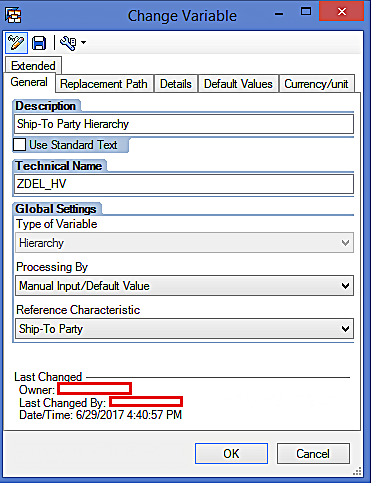 Change Variable
Extended
General Replacement Path Details Default Values Currency/unit
Description
Ship-To Party Hierarchy
Use Standard Text
Technical Name
ZDEL_HV
Global Settings
Type of Variable
Hierarchy
Processing By
Manual Input/Default Value
Reference Characteristic
Ship-To Party
Last Changed
Owner:
Last Changed By:
Date/Time: 6/29/2017 4:40:57 PM
OK Cancel